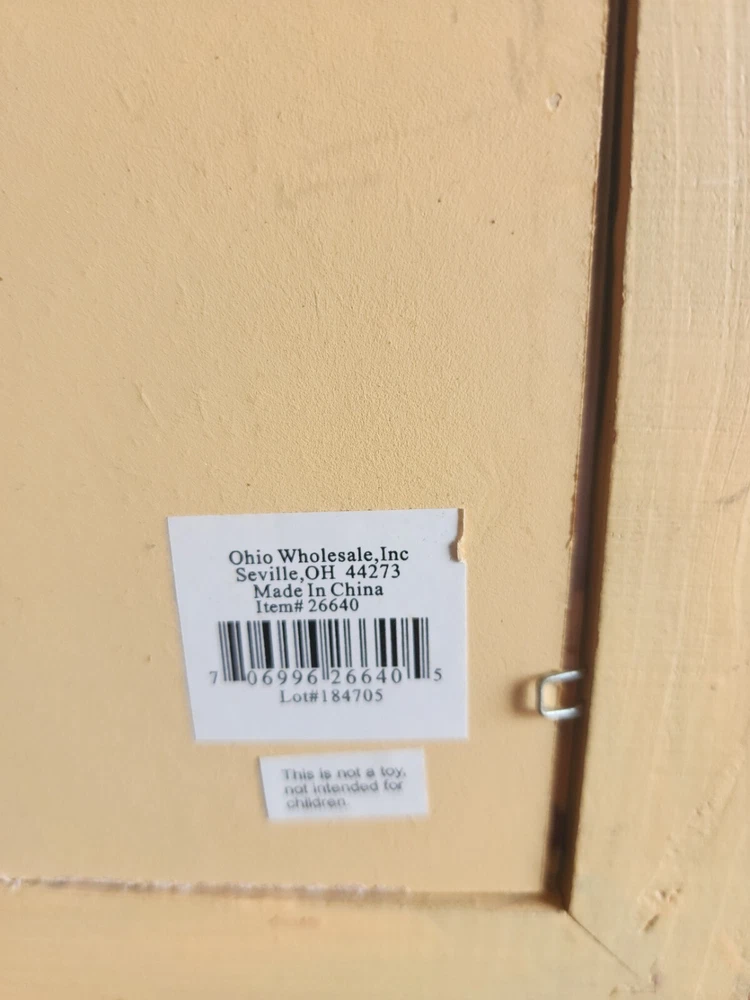 Ohio Wholesale,Inc
Seville,OH 44273
Made In China
Item# 26640
7 06996 26640 5
Lot#184705
This is not a toy,
not intended for
children.